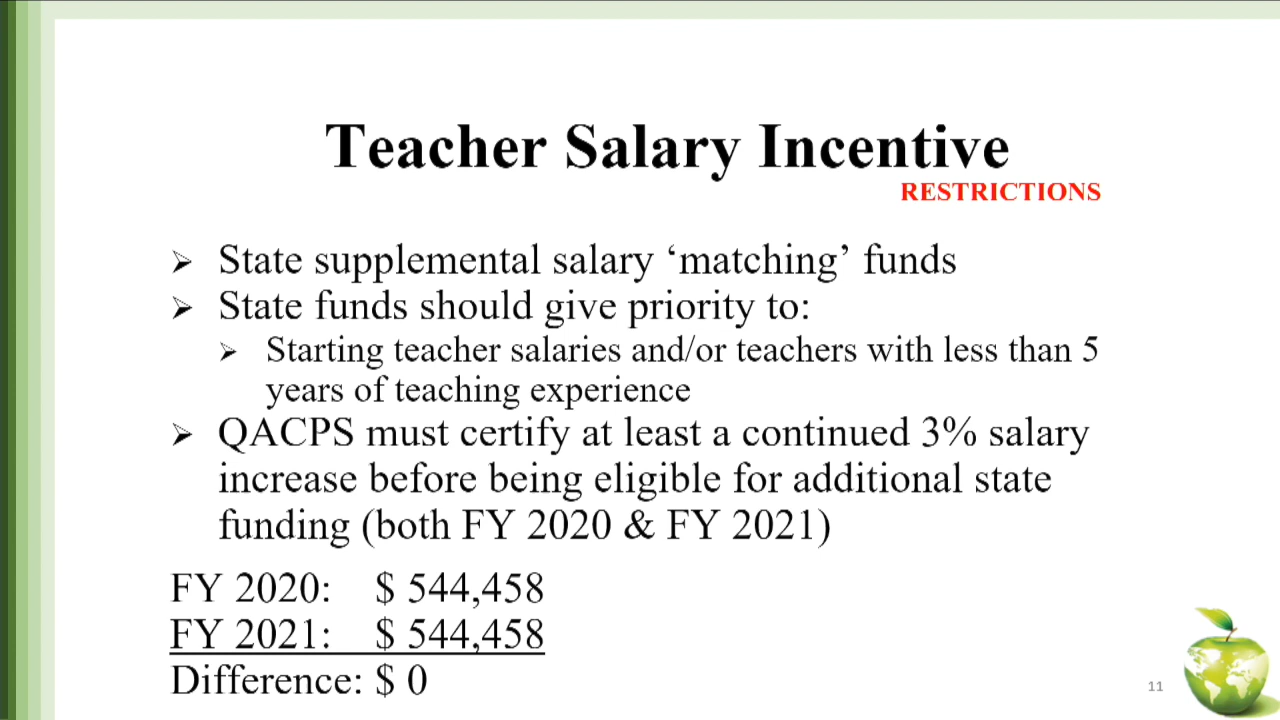 Teacher Salary Incentive
RESTRICTIONS
➢ State supplemental salary ‘matching’ funds
➢ State funds should give priority to:
➢ Starting teacher salaries and/or teachers with less than 5
years of teaching experience
➢ QACPS must certify at least a continued 3% salary
increase before being eligible for additional state
funding (both FY 2020 & FY 2021)
FY 2020: $ 544,458
FY 2021: $ 544,458
Difference: $ 0
11